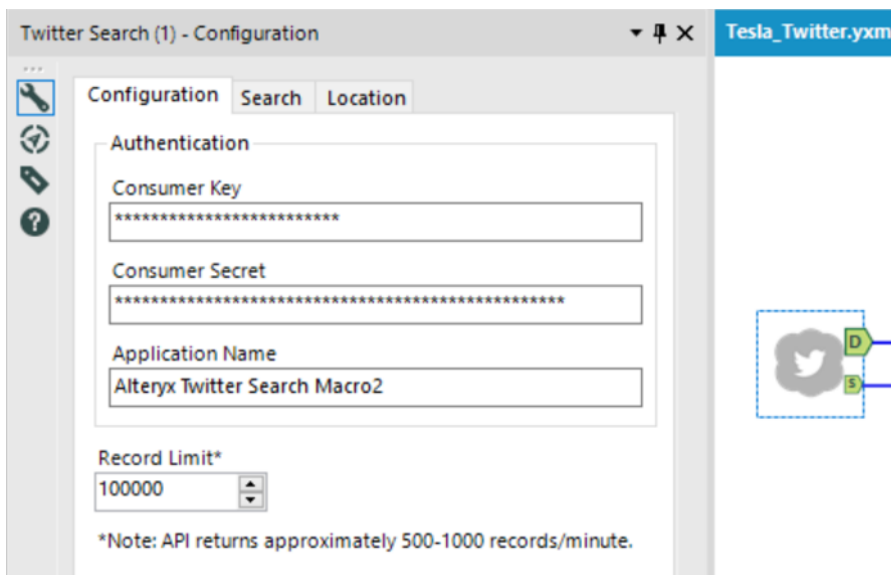 Twitter Search (1) - Configuration
Tesla_Twitter.yxm
Configuration
Search
Location
Authentication
Consumer Key
*************************
Consumer Secret
**************************************************
Application Name
Alteryx Twitter Search Macro2
D
S
Record Limit*
100000
*Note: API returns approximately 500-1000 records/minute.